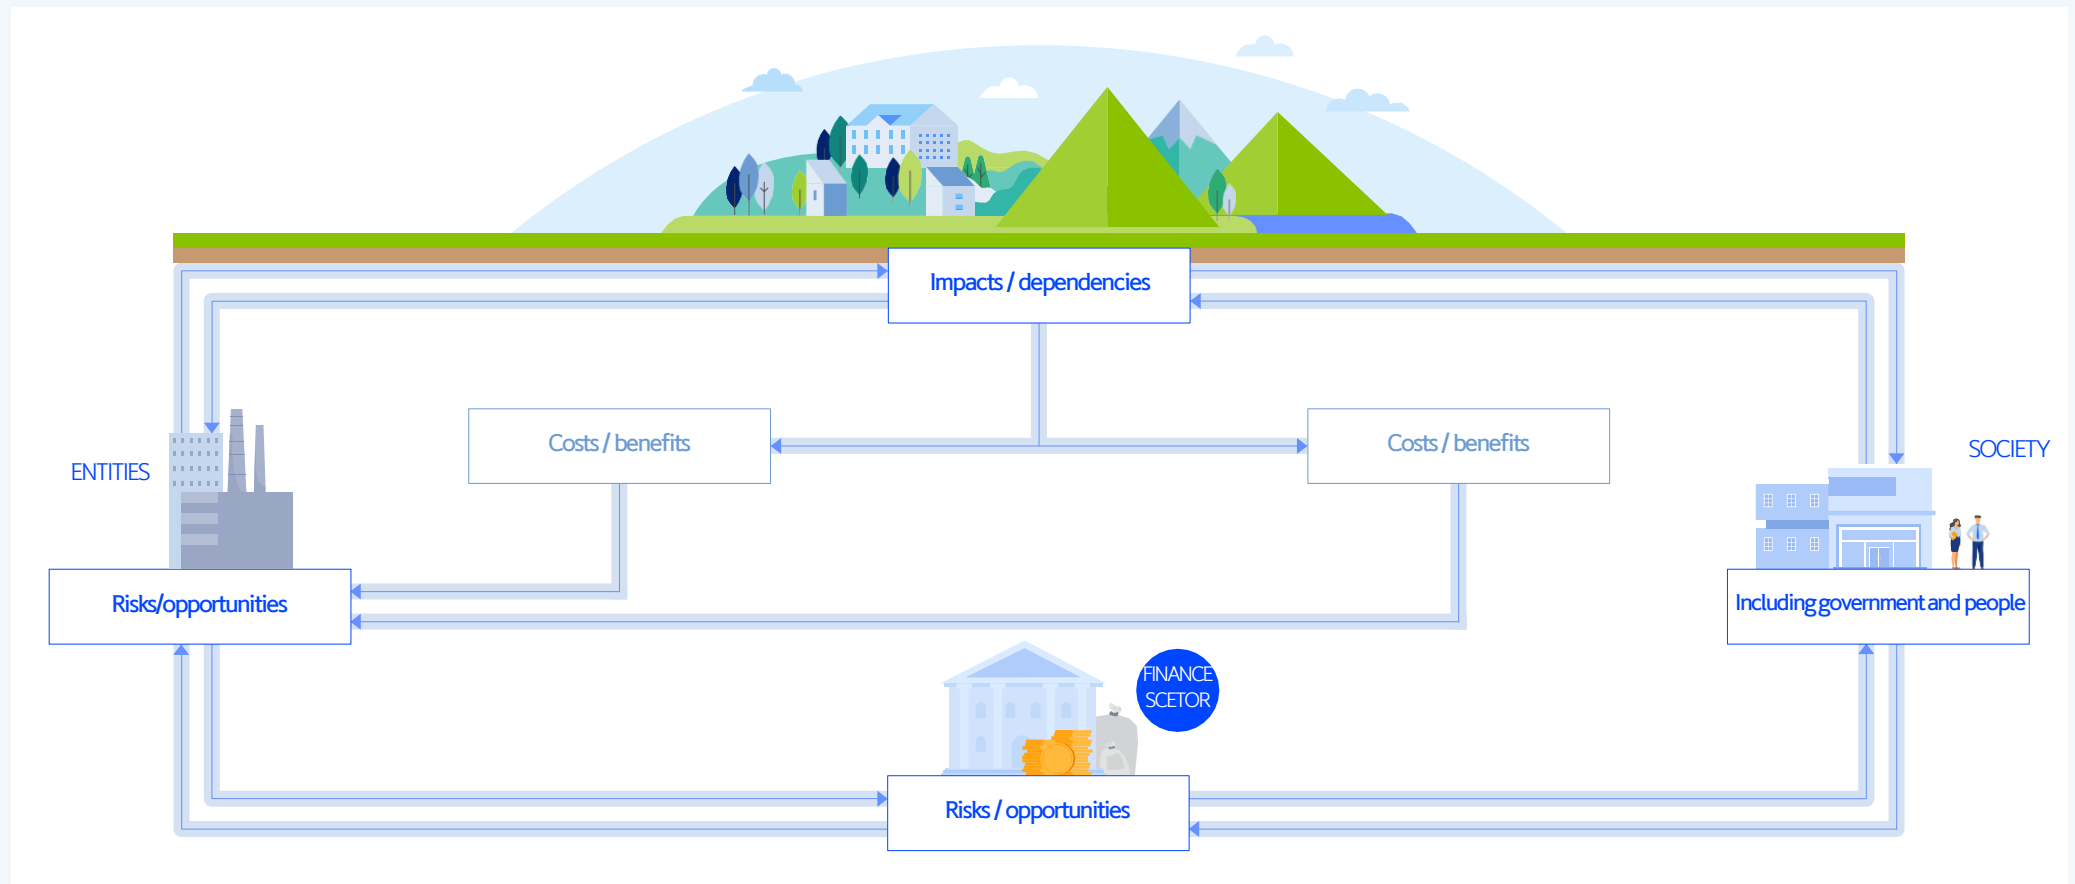 Impacts / dependencies
Costs / benefits
Costs / benefits
ENTITIES
SOCIETY
Risks/opportunities
Including government and people
FINANCE
SCETOR
Risks / opportunities